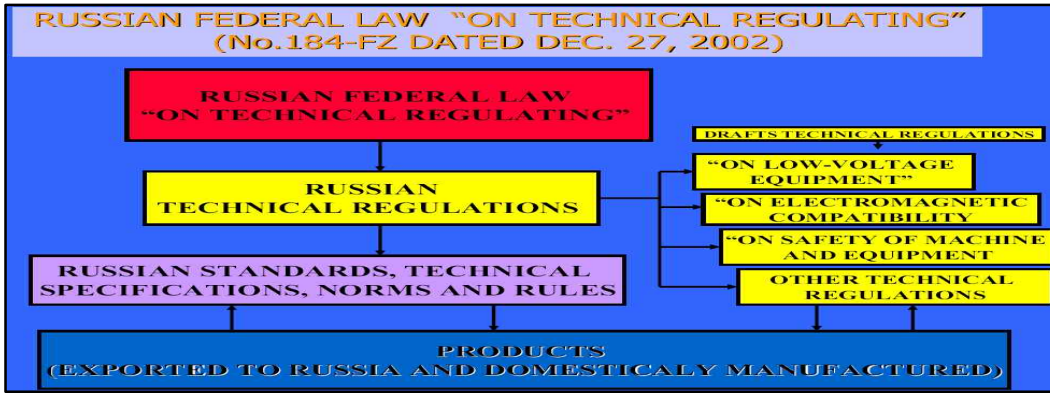 RUSSIAN FEDERAL LAW “ON TECHNICAL REGULATING”
(No.184-FZ DATED DEC. 27, 2002)
RUSSIAN FEDERAL LAW
“ON TECHNICAL REGULATING”
RUSSIAN
TECHNICAL REGULATIONS
DRAFTS TECHNICAL REGULATIONS
“ON LOW-VOLTAGE
EQUIPMENT”
“ON ELECTROMAGNETIC
COMPATIBILITY
“ON SAFETY OF MACHINE
AND EQUIPMENT
OTHER TECHNICAL
REGULATIONS
RUSSIAN STANDARDS, TECHNICAL
SPECIFICATIONS, NORMS AND RULES
PRODUCTS
(EXPORTED TO RUSSIA AND DOMESTICALY MANUFACTURED)